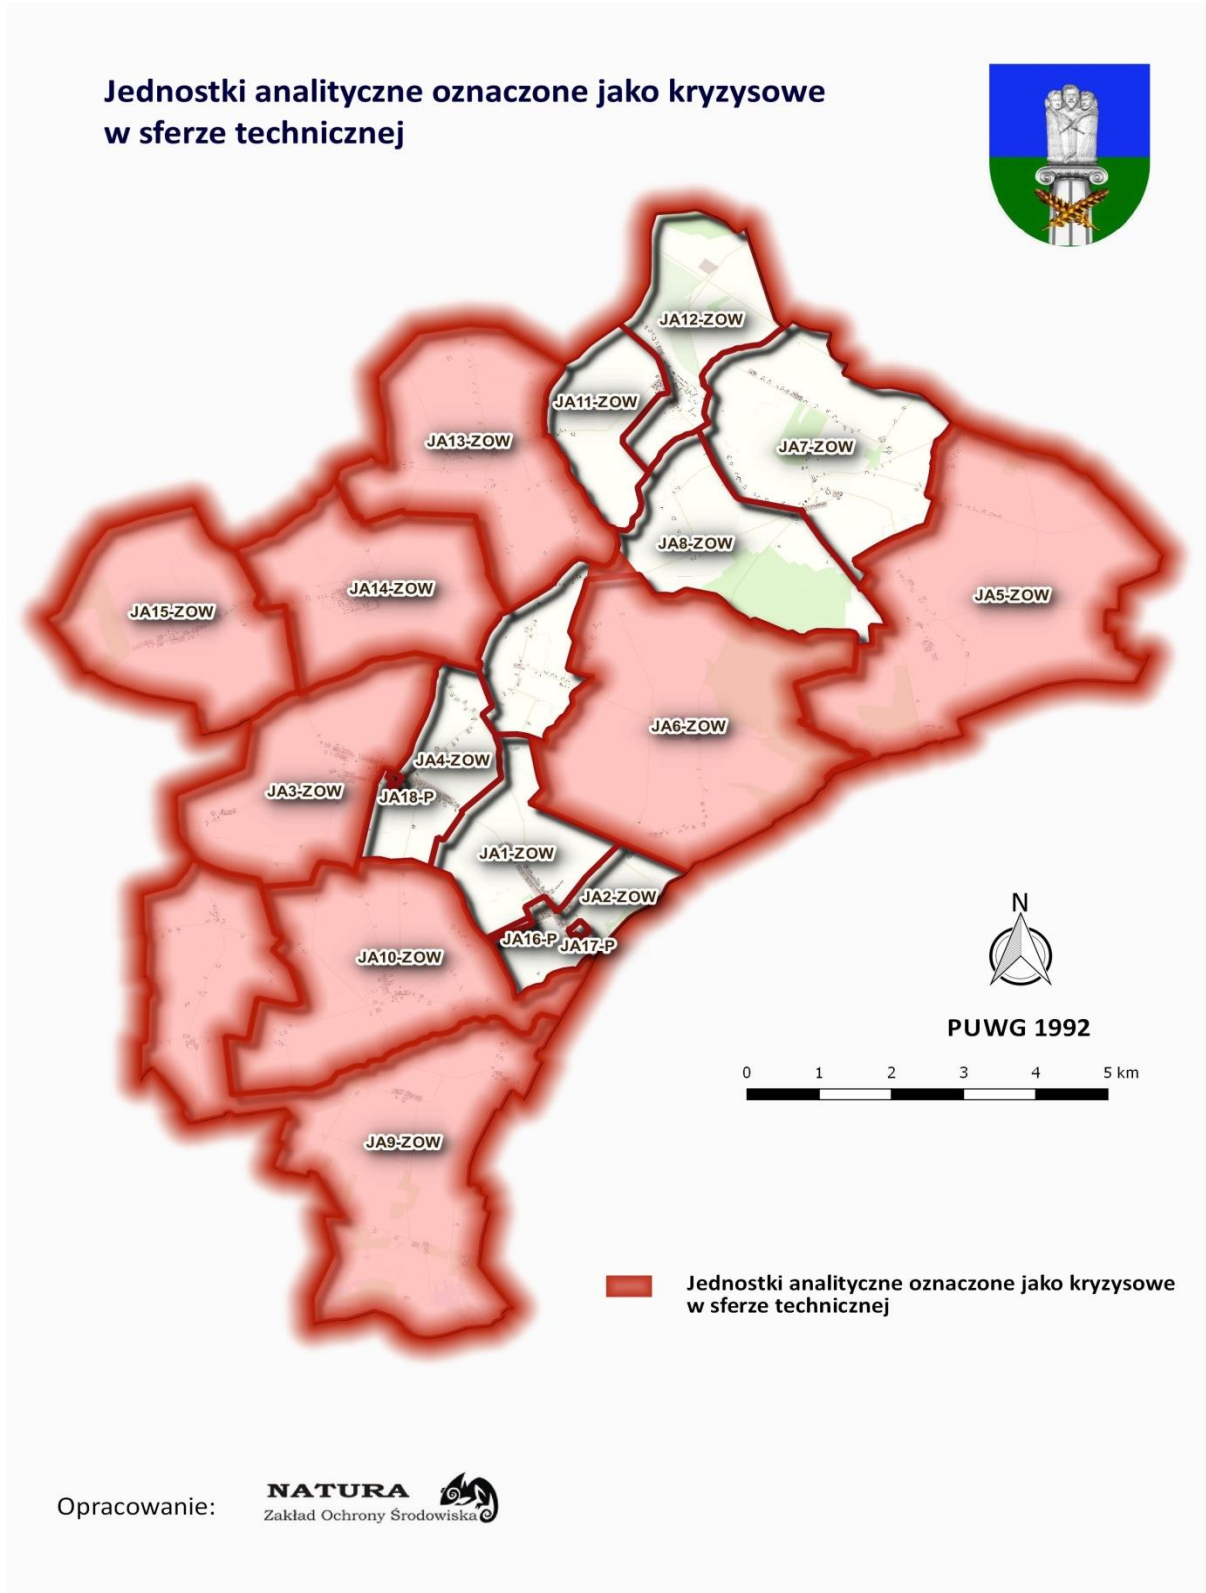 Jednostki analityczne oznaczone jako kryzysowe
w sferze technicznej
JA12-ZOW
JA11-ZOW
JA13-ZOW
JA7-ZOW
JA8-ZOW
JA14-ZOW
JA5-ZOW
JA15-ZOW
JA6-ZOW
JA4-ZOW
JA3-ZOW
JA18-P
JA1-ZOW
JA2-ZOW
JA16-P
JA17-P
JA10-ZOW
JA9-ZOW
N
PUWG 1992
0 1 2 3 4 5 km
Jednostki analityczne oznaczone jako kryzysowe
w sferze technicznej
Opracowanie:
NATURA
Zakład Ochrony Środowiska